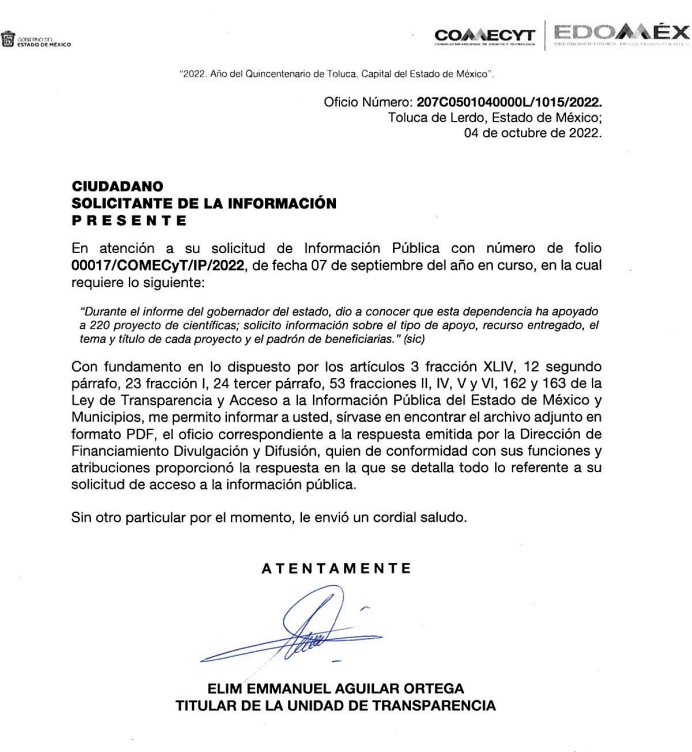 GOBIERNO DEL
ESTADO DE MÉXICO
COMECYT
CONSEJO MEXIQUENSE DE CIENCIA Y TECNOLOGÍA
EDOMÉX
"2022. Año del Quincentenario de Toluca, Capital del Estado de México".
Oficio Número: 207C0501040000L/1015/2022.
Toluca de Lerdo, Estado de México;
04 de octubre de 2022.
CIUDADANO
SOLICITANTE DE LA INFORMACIÓN
P R E S E N T E
En atención a su solicitud de Información Pública con número de folio
00017/COMECyT/IP/2022, de fecha 07 de septiembre del año en curso, en la cual
requiere lo siguiente:
"Durante el informe del gobernador del estado, dio a conocer que esta dependencia ha apoyado
a 220 proyecto de científicas; solicito información sobre el tipo de apoyo, recurso entregado, el
tema y título de cada proyecto y el padrón de beneficiarias." (sic)
Con fundamento en lo dispuesto por los artículos 3 fracción XLIV, 12 segundo
párrafo, 23 fracción I, 24 tercer párrafo, 53 fracciones II, IV, V y VI, 162 y 163 de la
Ley de Transparencia y Acceso a la Información Pública del Estado de México y
Municipios, me permito informar a usted, sírvase en encontrar el archivo adjunto en
formato PDF, el oficio correspondiente a la respuesta emitida por la Dirección de
Financiamiento Divulgación y Difusión, quien de conformidad con sus funciones y
atribuciones proporcionó la respuesta en la que se detalla todo lo referente a su
solicitud de acceso a la información pública.
Sin otro particular por el momento, le envió un cordial saludo.
A T E N T A M E N T E
ELIM EMMANUEL AGUILAR ORTEGA
TITULAR DE LA UNIDAD DE TRANSPARENCIA